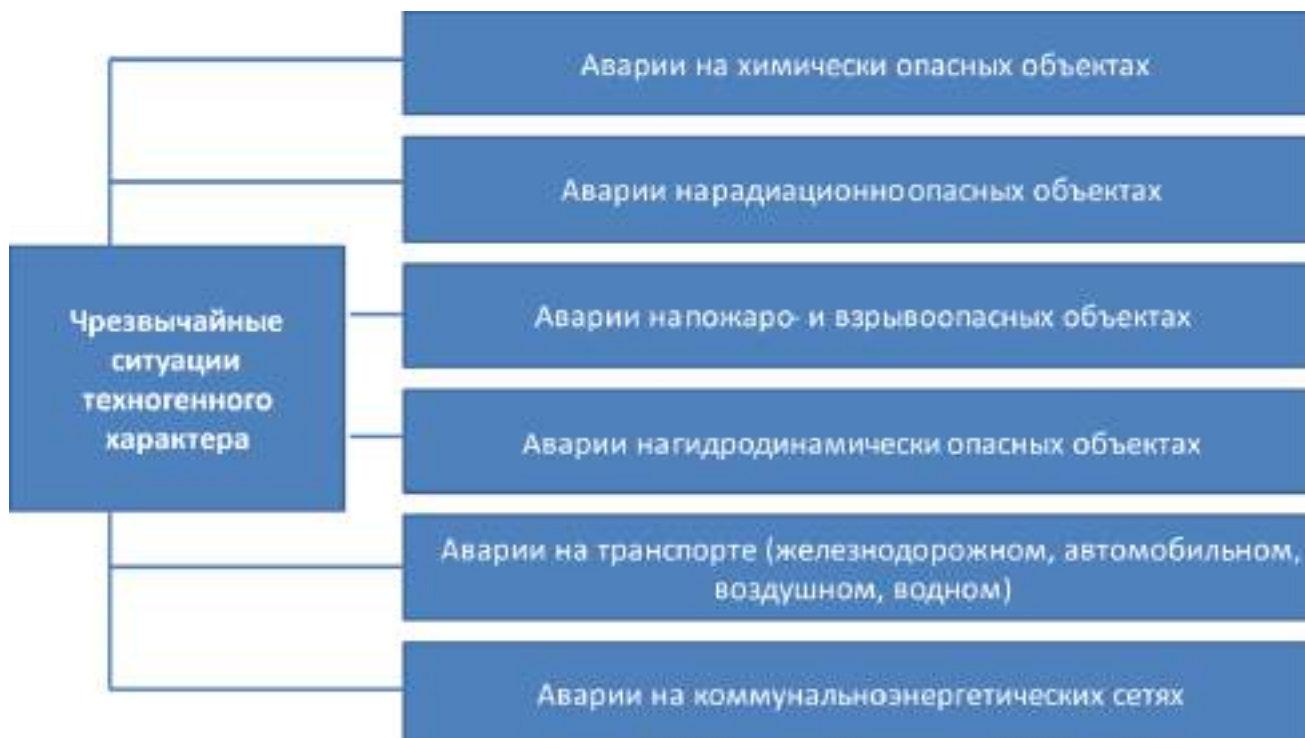 Аварии на химически опасных объектах
Аварии нарадиационноопасных объектах
Чрезвычайные
ситуации
техногенного
характера
Аварии напожаро- и взрывоопасных объектах
Аварии нагидродинамически опасных объектах
Аварии на транспорте (железнодорожном, автомобильном,
воздушном, водном)
Аварии на коммунальноэнергетических сетях